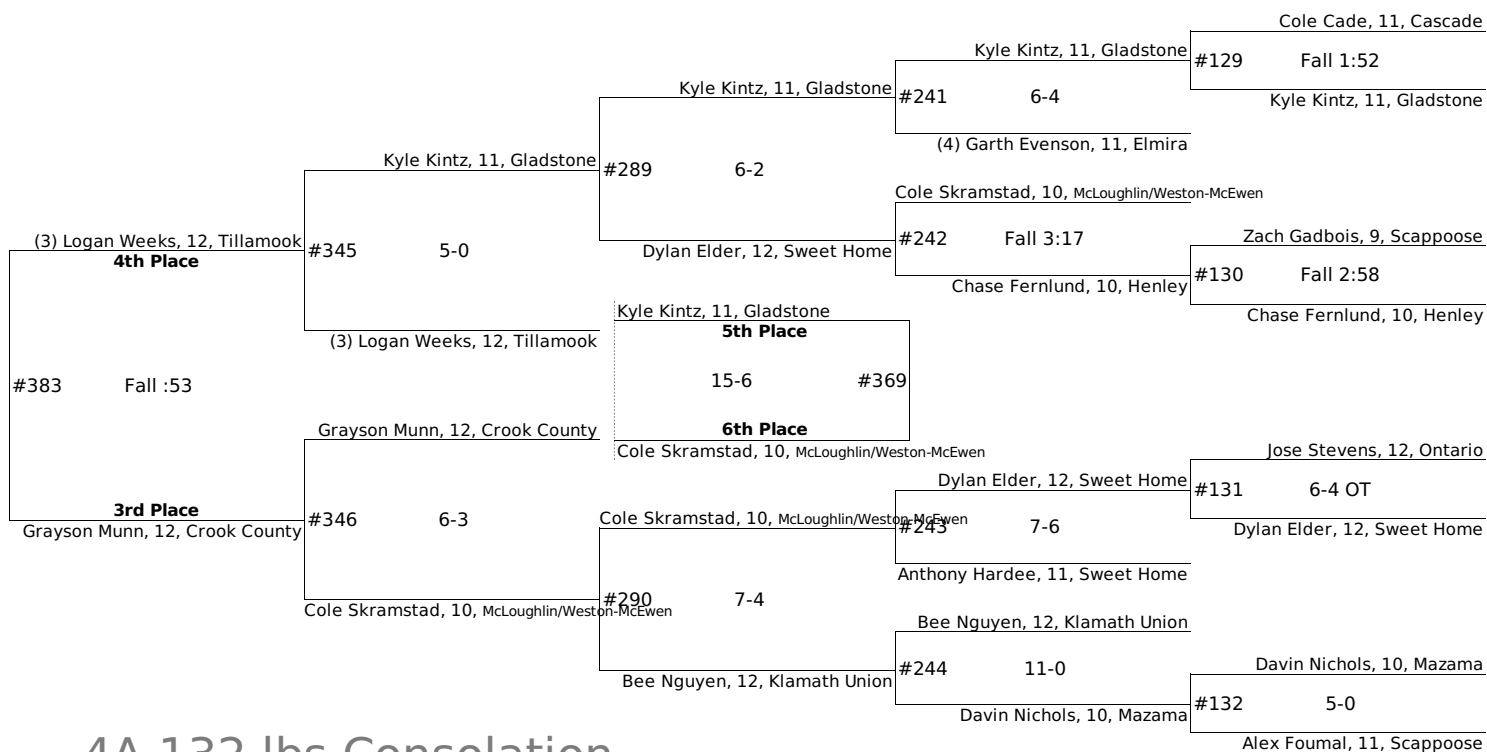 Cole Cade, 11, Cascade
Kyle Kintz, 11, Gladstone
#129 Fall 1:52
Kyle Kintz, 11, Gladstone
#241 6-4
Kyle Kintz, 11, Gladstone
(4) Garth Evenson, 11, Elmira
Kyle Kintz, 11, Gladstone
#289 6-2
Cole Skramstad, 10, McLoughlin/Weston-McEwen
(3) Logan Weeks, 12, Tillamook
4th Place
#345 5-0
Dylan Elder, 12, Sweet Home
#242 Fall 3:17
Zach Gadbois, 9, Scappoose
#130 Fall 2:58
Chase Fernlund, 10, Henley
Chase Fernlund, 10, Henley
(3) Logan Weeks, 12, Tillamook
Kyle Kintz, 11, Gladstone
5th Place
15-6 #369
6th Place
Cole Skramstad, 10, McLoughlin/Weston-McEwen
#383 Fall :53
Grayson Munn, 12, Crook County
3rd Place
Grayson Munn, 12, Crook County
#346 6-3
Cole Skramstad, 10, McLoughlin/Weston-McEwen
Dylan Elder, 12, Sweet Home
Jose Stevens, 12, Ontario
#131 6-4 OT
Dylan Elder, 12, Sweet Home
#243 7-6
Anthony Hardee, 11, Sweet Home
Cole Skramstad, 10, McLoughlin/Weston-McEwen
#290 7-4
Bee Nguyen, 12, Klamath Union
Bee Nguyen, 12, Klamath Union
#244 11-0
Davin Nichols, 10, Mazama
Davin Nichols, 10, Mazama
#132 5-0
Alex Foumal, 11, Scappoose
4A 132 lbs Consolation